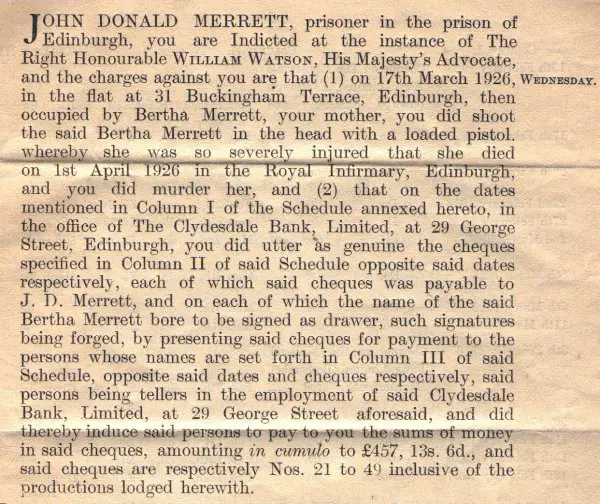 JOHN DONALD MERRETT, prisoner in the prison of
Edinburgh, you are Indicted at the instance of The
Right Honourable WILLIAM WATSON, His Majesty's Advocate,
and the charges against you are that (1) on 17th March 1926, WEDNESDAY.
in the flat at 31 Buckingham Terrace, Edinburgh, then
occupied by Bertha Merrett, your mother, you did shoot
the said Bertha Merrett in the head with a loaded pistol.
whereby she was so severely injured that she died
on 1st April 1926 in the Royal Infirmary, Edinburgh,
and you did murder her, and (2) that on the dates
mentioned in Column I of the Schedule annexed hereto, in
the office of The Clydesdale Bank, Limited, at 29 George
Street, Edinburgh, you did utter as genuine the cheques
specified in Column II of said Schedule opposite said dates
respectively, each of which said cheques was payable to
J. D. Merrett, and on each of which the name of the said
Bertha Merrett bore to be signed as drawer, such signatures
being forged, by presenting said cheques for payment to the
persons whose names are set forth in Column III of said
Schedule, opposite said dates and cheques respectively, said
persons being tellers in the employment of said Clydesdale
Bank, Limited, at 29 George Street aforesaid, and did
thereby induce said persons to pay to you the sums of money
in said cheques, amounting in cumulo to £457, 13s. 6d., and
said cheques are respectively Nos. 21 to 49 inclusive of the
productions lodged herewith.